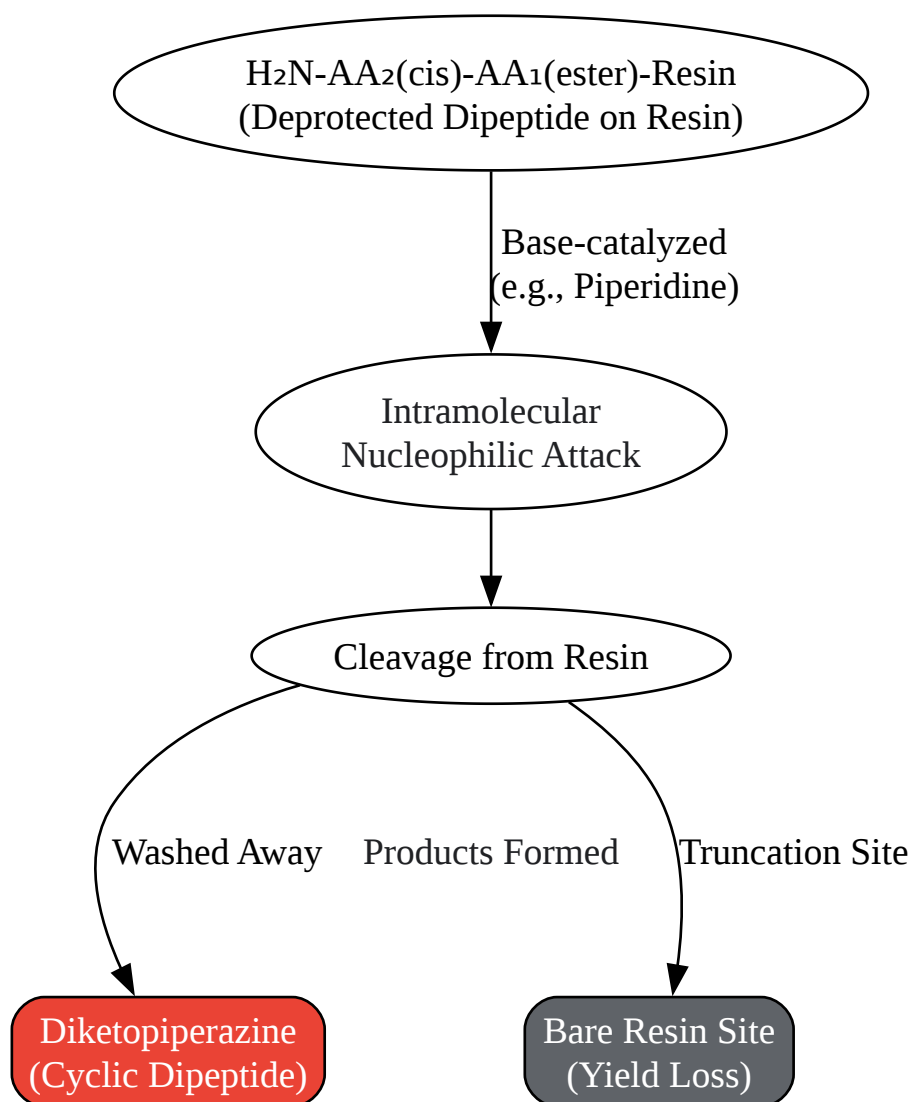 H₂N-AA₂(cis)-AA₁(ester)-Resin
(Deprotected Dipeptide on Resin)
Base-catalyzed
(e.g., Piperidine)
Intramolecular
Nucleophilic Attack
Cleavage from Resin
Washed Away
Products Formed
Truncation Site
Diketopiperazine
(Cyclic Dipeptide)
Bare Resin Site
(Yield Loss)